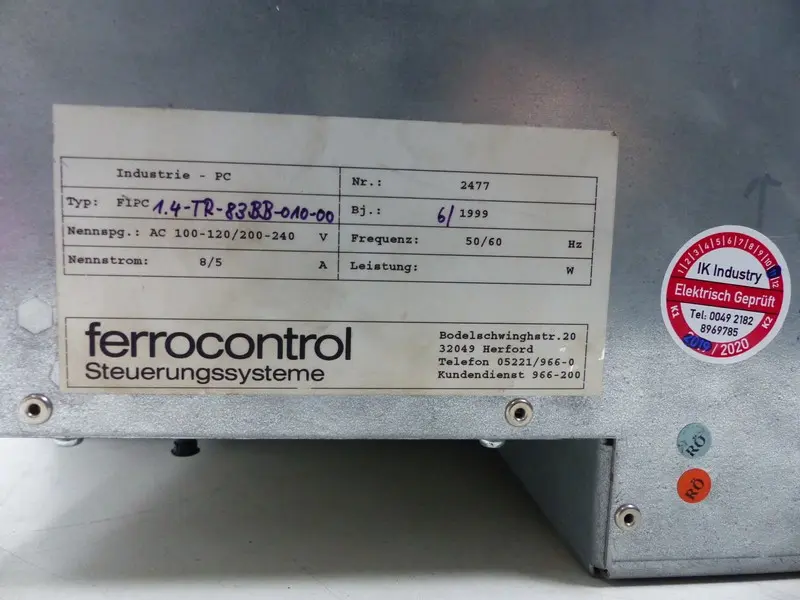 Industrie - PC
Nr.: 2477
Typ: FIPC 1.4-TR-83BB-010-00
Bj.: 6/1999
Nennspg.: AC 100-120/200-240 V
Frequenz: 50/60 Hz
Nennstrom: 8/5 A
Leistung: W
ferrocontrol
Steuerungssysteme
Bodelschwinghstr.20
32049 Herford
Telefon 05221/966-0
Kundendienst 966-200
1|2|3|4|5|6|7|8|9|10|11|12
IK Industry
Elektrisch Geprüft
Tel: 0049 2182
8969785
K1
K2
2019/2020
RÖ
RÖ